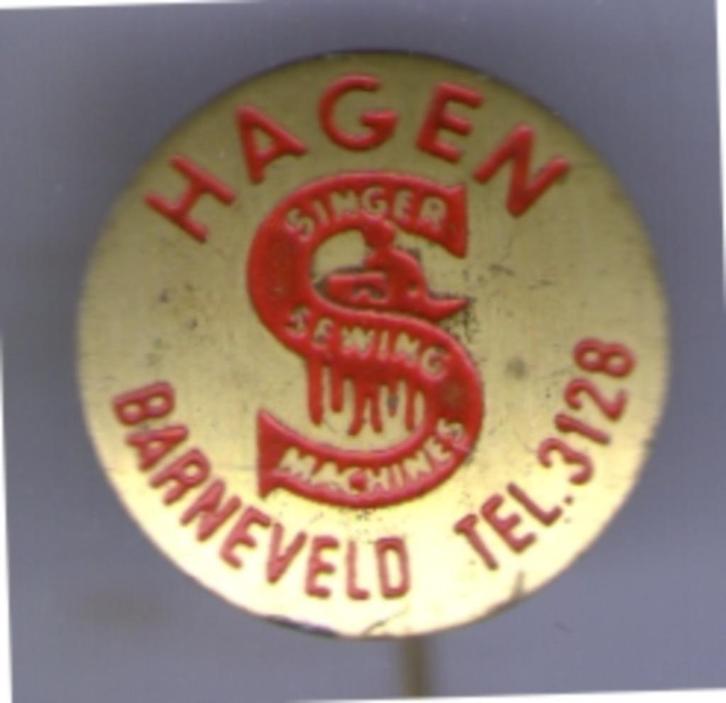 HAGEN
SINGER
SEWING
MACHINES
BARNEVELD TEL. 3128